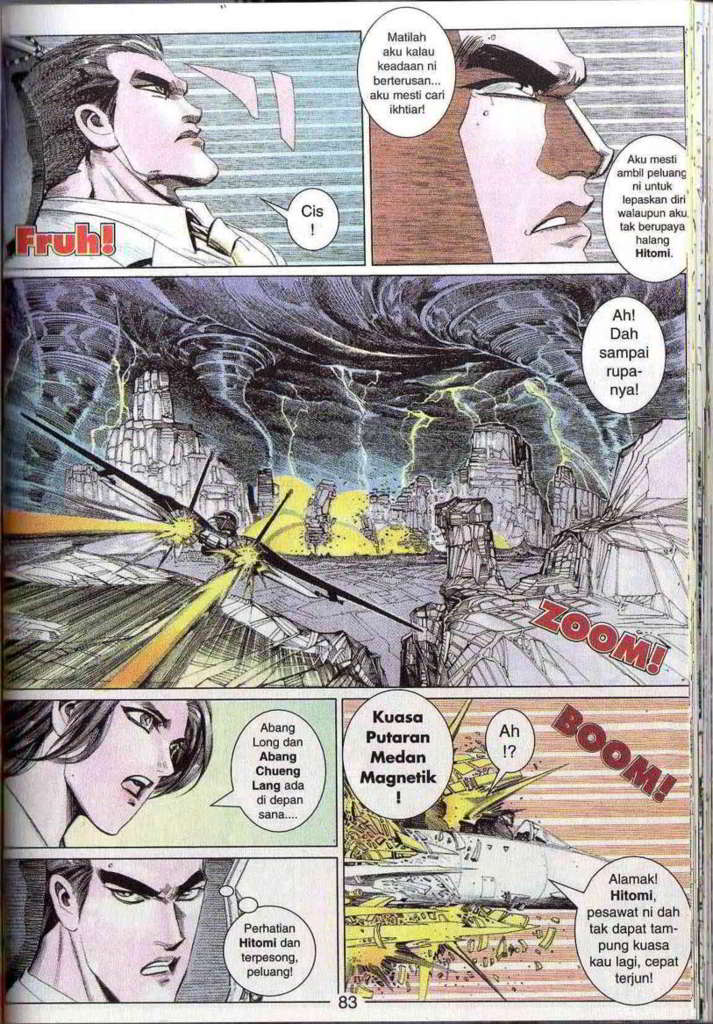 Fruh!
Cis
!
Matilah
aku kalau
keadaan ni
berterusan...
aku mesti cari
ikhtiar!
Aku mesti
ambil peluang
ni untuk
lepaskan diri
walaupun aku
tak berupaya
halang
Hitomi.
Ah!
Dah
sampai
rupa-
nya!
ZOOM!
Abang
Long dan
Abang
Chueng
Lang ada
di depan
sana....
Perhatian
Hitomi dan
terpesong,
peluang!
Kuasa
Putaran
Medan
Magnetik
!
Ah
!?
BOOM!
Alamak!
Hitomi,
pesawat ni dah
tak dapat tam-
pung kuasa
kau lagi, cepat
terjun!
83